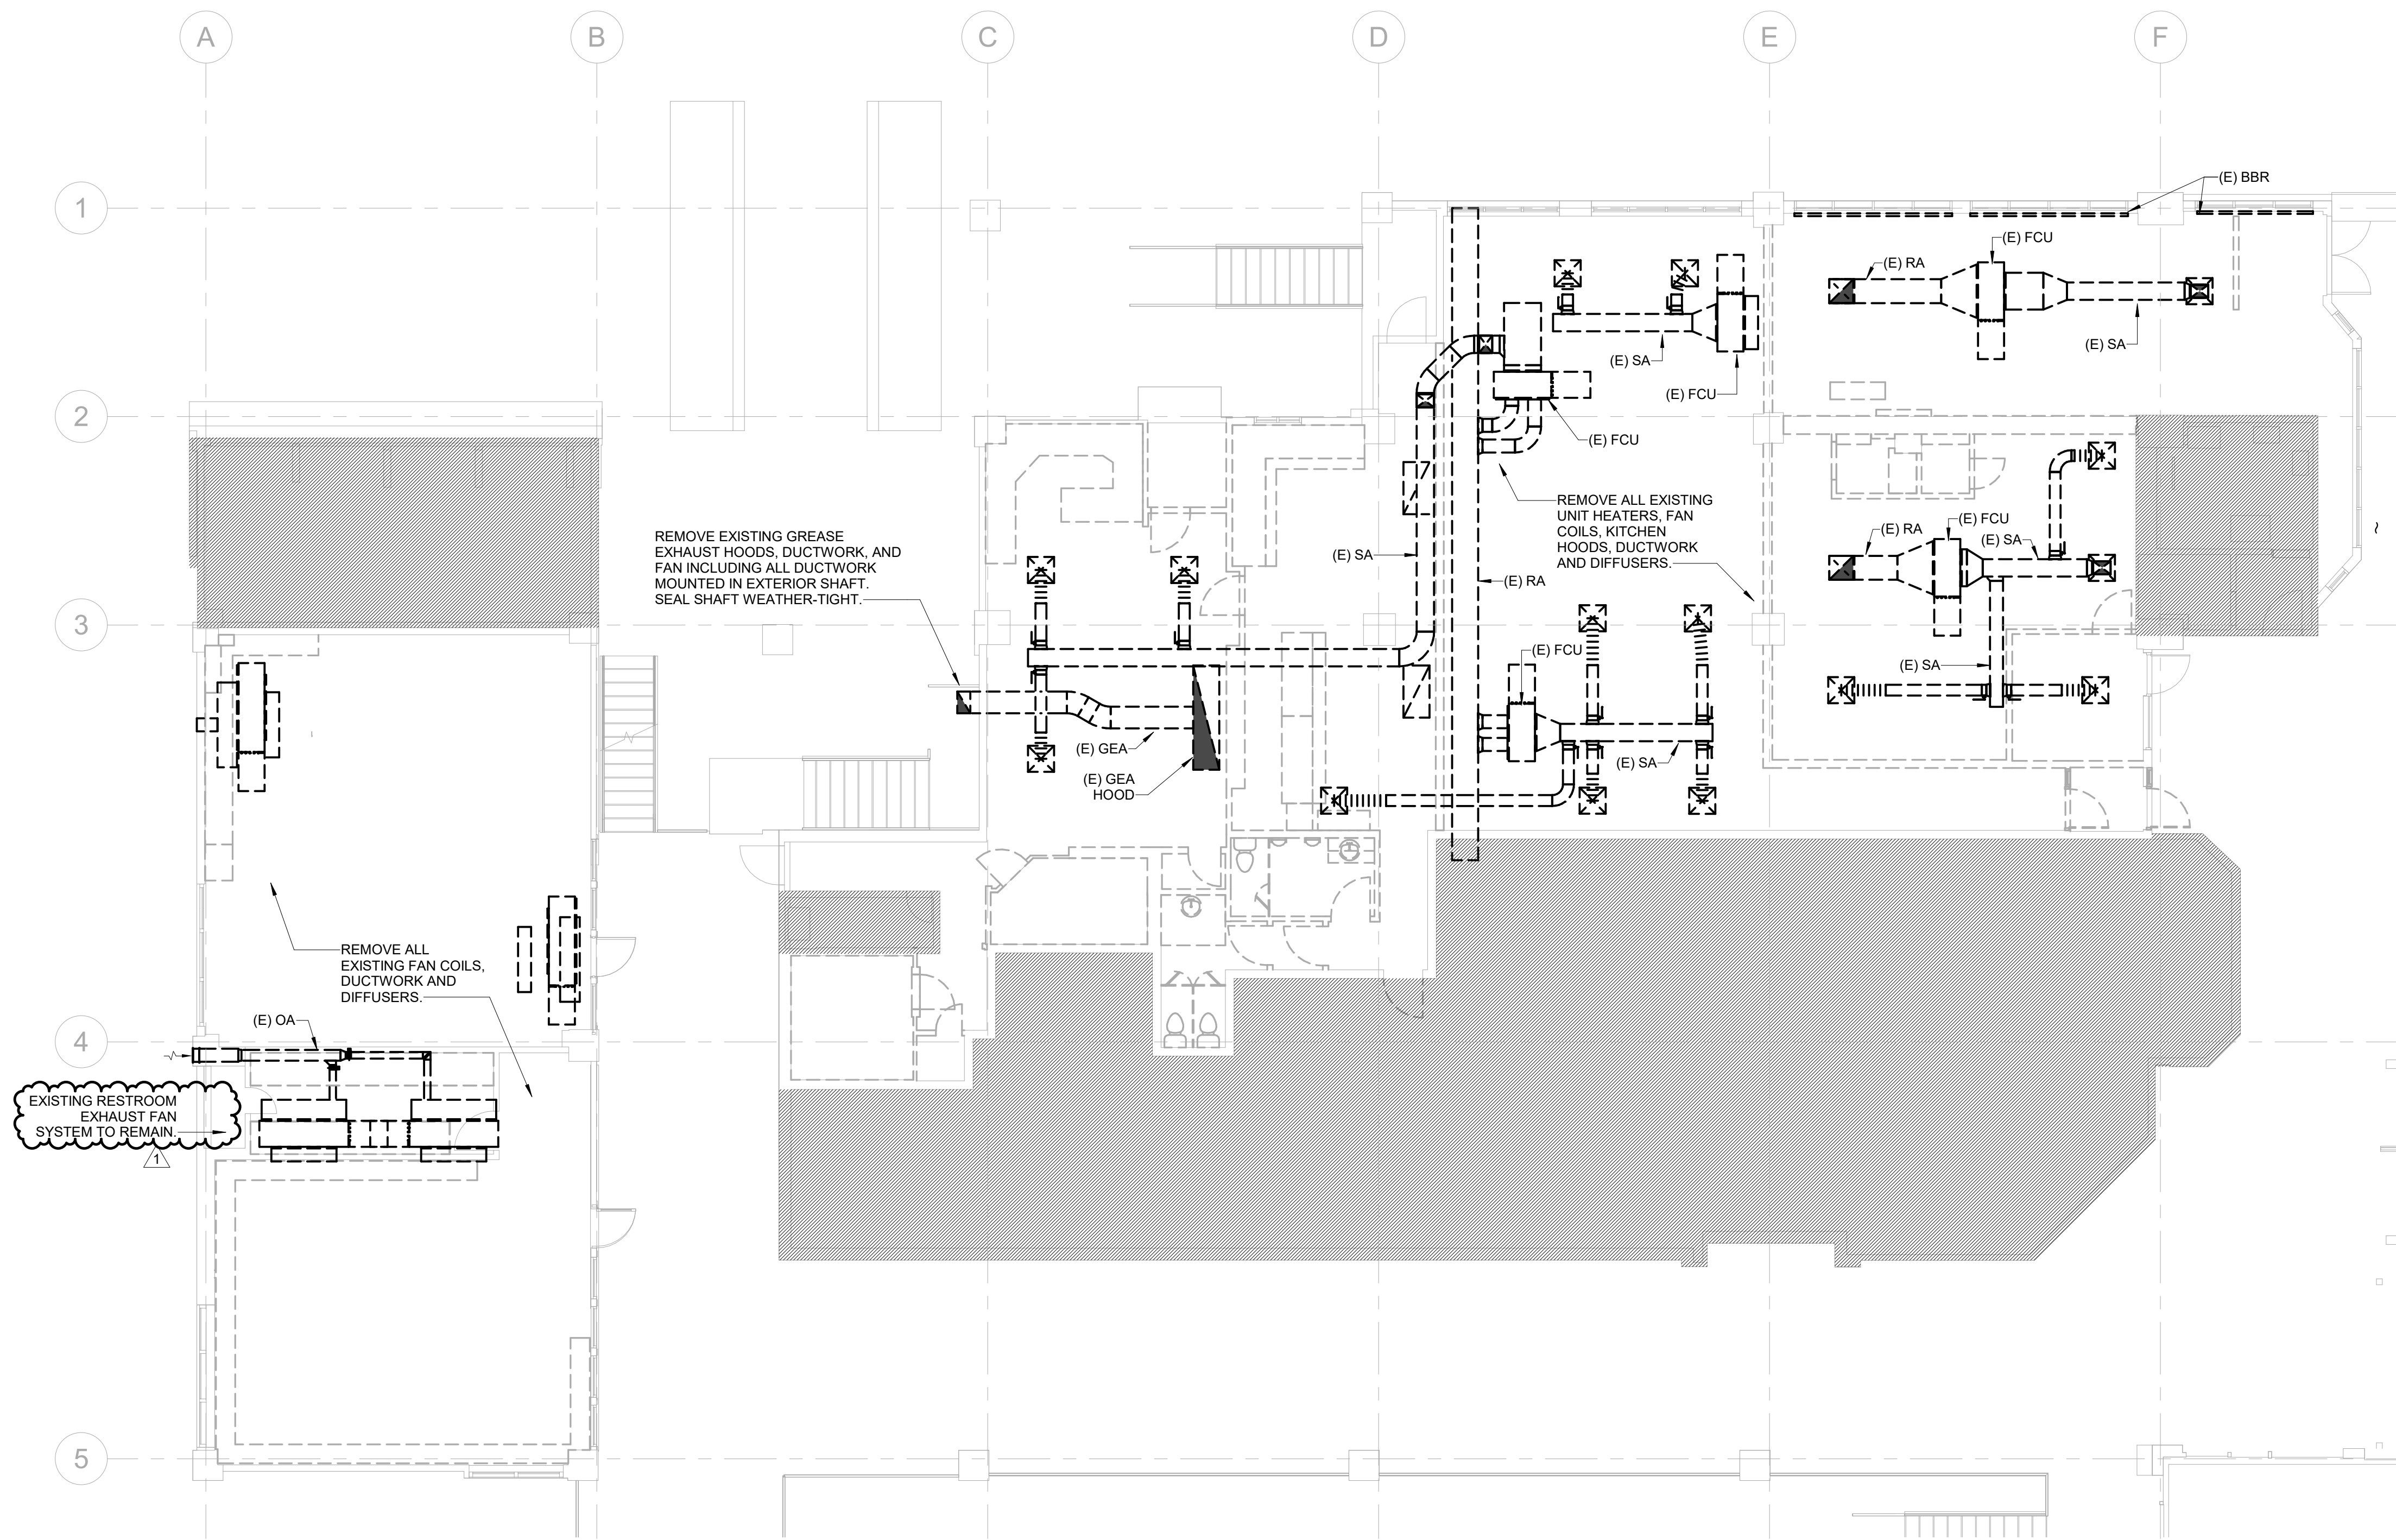 A
B
C
D
E
F
1
(E) BBR
(E) FCU
(E) RA
(E) SA
(E) SA
(E) FCU
2
(E) FCU
REMOVE ALL EXISTING
UNIT HEATERS, FAN
COILS, KITCHEN
HOODS, DUCTWORK
AND DIFFUSERS.
(E) RA
(E) FCU
(E) SA
REMOVE EXISTING GREASE
EXHAUST HOODS, DUCTWORK, AND
FAN INCLUDING ALL DUCTWORK
MOUNTED IN EXTERIOR SHAFT.
SEAL SHAFT WEATHER-TIGHT.
(E) SA
(E) RA
3
(E) FCU
(E) SA
(E) GEA
(E) GEA
HOOD
(E) SA
REMOVE ALL
EXISTING FAN COILS,
DUCTWORK AND
DIFFUSERS.
(E) OA
4
EXISTING RESTROOM
EXHAUST FAN
SYSTEM TO REMAIN.
1
5